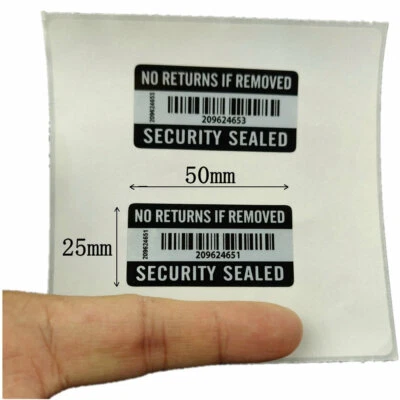 NO RETURNS IF REMOVED
209624653
209624653
SECURITY SEALED
50mm
25mm
NO RETURNS IF REMOVED
209624651
209624651
SECURITY SEALED